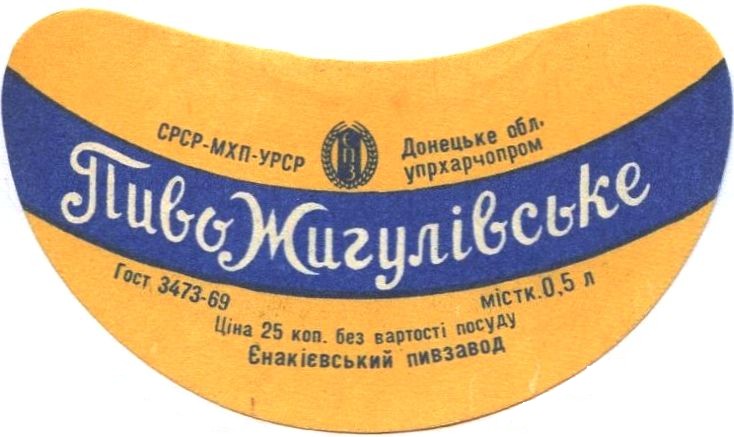 СРСР-МХП-УРСР
Донецьке обл.
упрхарчопром
Пиво Жигулівське
Гост 3473-69
містк.0,5 л
Ціна 25 коп. без вартості посуду
Єнакієвський пивзавод